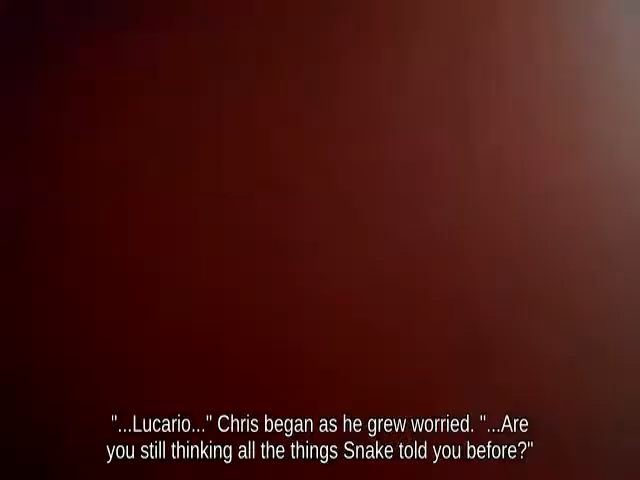 "...Lucario..." Chris began as he grew worried. "...Are
you still thinking all the things Snake told you before?"